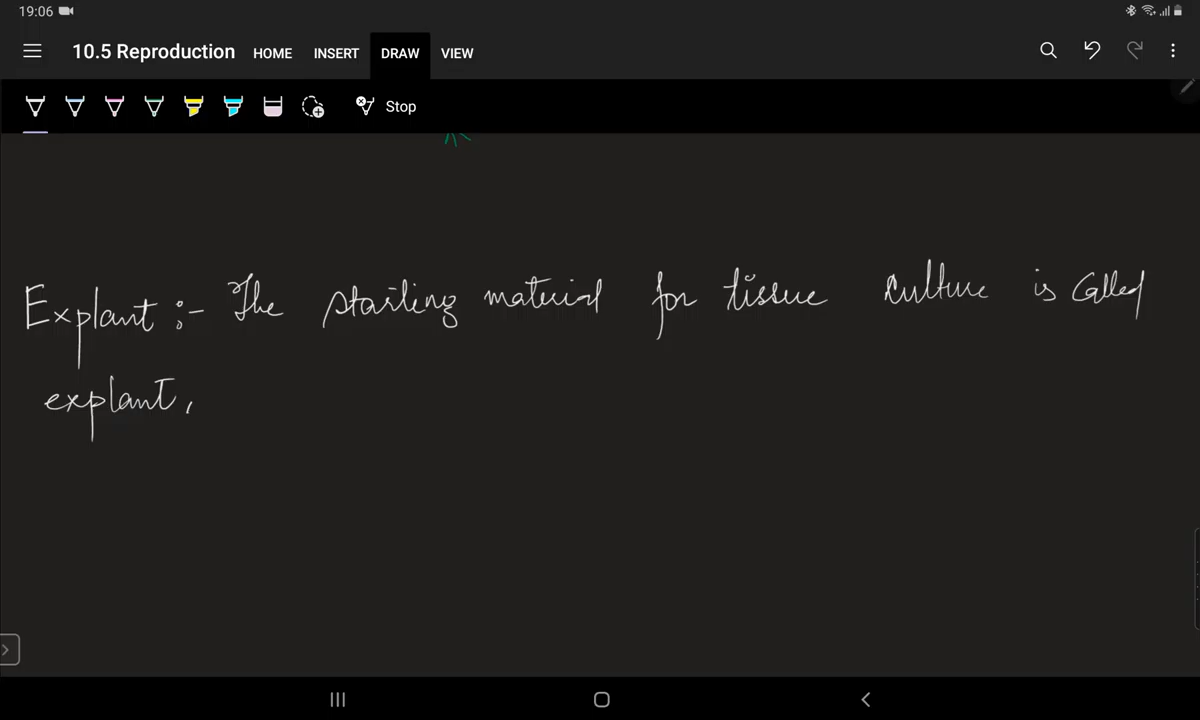 19:06
10.5 Reproduction HOME INSERT DRAW VIEW
Stop
Explant :- The starting material for tissue culture is called
explant,